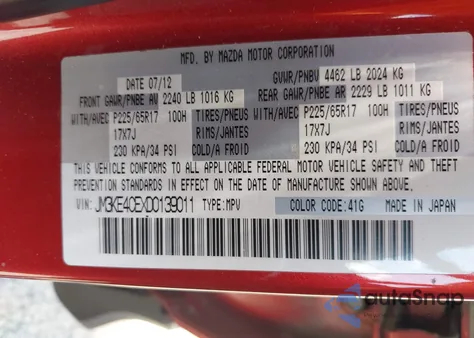 MFD. BY MAZDA MOTOR CORPORATION
DATE 07/12 GVWR/PNBV 4462 LB 2024 KG
FRONT GAWR/PNBE AV 2240 LB 1016 KG REAR GAWR/PNBE AR 2229 LB 1011 KG
WITH/AVEC P225/65R17 100H TIRES/PNEUS WITH/AVEC P225/65R17 100H TIRES/PNEUS
17X7J RIMS/JANTES 17X7J RIMS/JANTES
230 KPA/34 PSI COLD/A FROID 230 KPA/34 PSI COLD/A FROID
THIS VEHICLE CONFORMS TO ALL APPLICABLE FEDERAL MOTOR VEHICLE SAFETY AND THEFT
PREVENTION STANDARDS IN EFFECT ON THE DATE OF MANUFACTURE SHOWN ABOVE.
VIN: JM3KE4CEXD0139011 TYPE:MPV COLOR CODE:41G MADE IN JAPAN
autoSnap